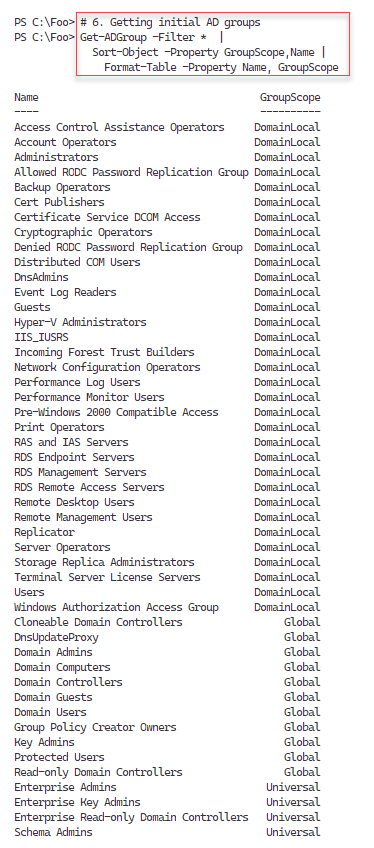 PS C:\Foo> # 6. Getting initial AD groups
PS C:\Foo> Get-ADGroup -Filter *  |
             Sort-Object -Property GroupScope,Name |
               Format-Table -Property Name, GroupScope
Name                                    GroupScope
----                                    ----------
Access Control Assistance Operators     DomainLocal
Account Operators                       DomainLocal
Administrators                          DomainLocal
Allowed RODC Password Replication Group DomainLocal
Backup Operators                        DomainLocal
Cert Publishers                         DomainLocal
Certificate Service DCOM Access         DomainLocal
Cryptographic Operators                 DomainLocal
Denied RODC Password Replication Group  DomainLocal
Distributed COM Users                   DomainLocal
DnsAdmins                               DomainLocal
Event Log Readers                       DomainLocal
Guests                                  DomainLocal
Hyper-V Administrators                  DomainLocal
IIS_IUSRS                               DomainLocal
Incoming Forest Trust Builders          DomainLocal
Network Configuration Operators         DomainLocal
Performance Log Users                   DomainLocal
Performance Monitor Users               DomainLocal
Pre-Windows 2000 Compatible Access      DomainLocal
Print Operators                         DomainLocal
RAS and IAS Servers                     DomainLocal
RDS Endpoint Servers                    DomainLocal
RDS Management Servers                  DomainLocal
RDS Remote Access Servers               DomainLocal
Remote Desktop Users                    DomainLocal
Remote Management Users                 DomainLocal
Replicator                              DomainLocal
Server Operators                        DomainLocal
Storage Replica Administrators          DomainLocal
Terminal Server License Servers         DomainLocal
Users                                   DomainLocal
Windows Authorization Access Group      DomainLocal
Cloneable Domain Controllers                 Global
DnsUpdateProxy                               Global
Domain Admins                                Global
Domain Computers                             Global
Domain Controllers                           Global
Domain Guests                                Global
Domain Users                                 Global
Group Policy Creator Owners                  Global
Key Admins                                   Global
Protected Users                              Global
Read-only Domain Controllers                 Global
Enterprise Admins                         Universal
Enterprise Key Admins                     Universal
Enterprise Read-only Domain Controllers   Universal
Schema Admins                             Universal